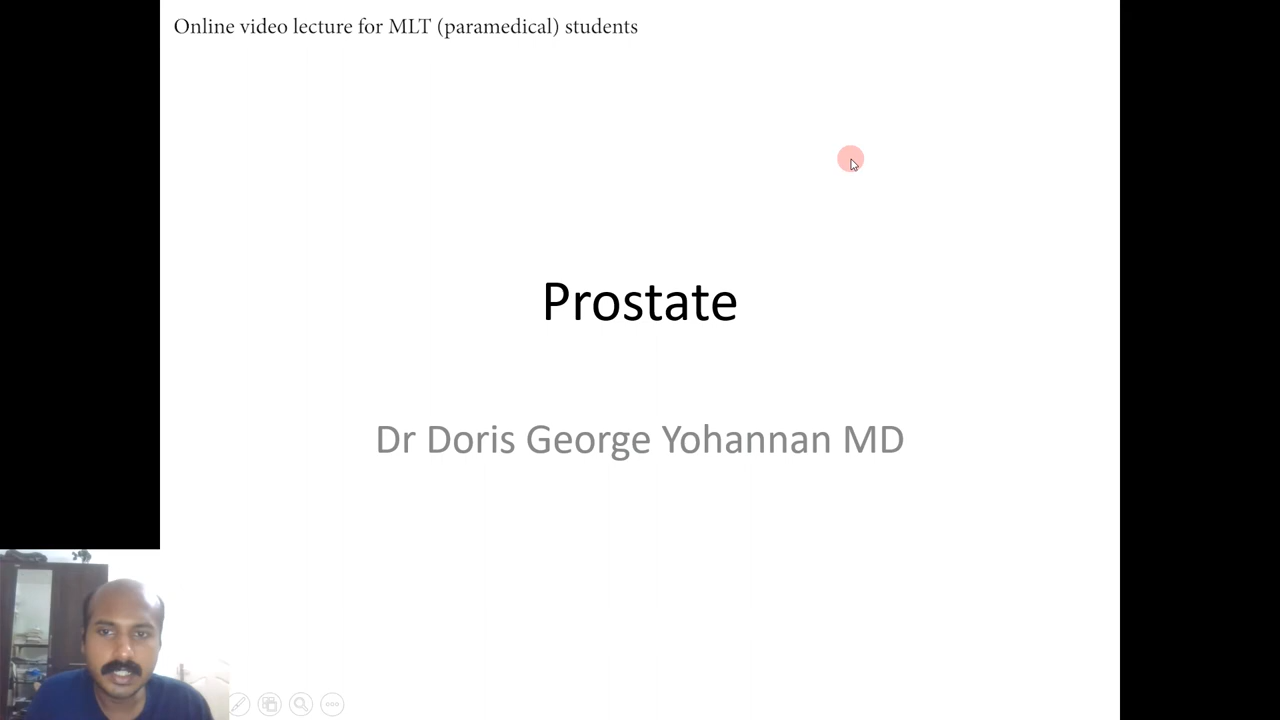 Online video lecture for MLT (paramedical) students
Prostate
Dr Doris George Yohannan MD